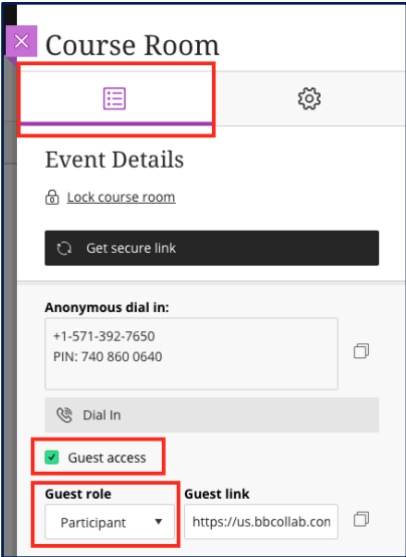 Course Room
Event Details
Lock course room
Get secure link
Anonymous dial in:
+1-571-392-7650
PIN: 740 860 0640
Dial In
Guest access
Guest role Guest link
Participant https://us.bbcollab.con